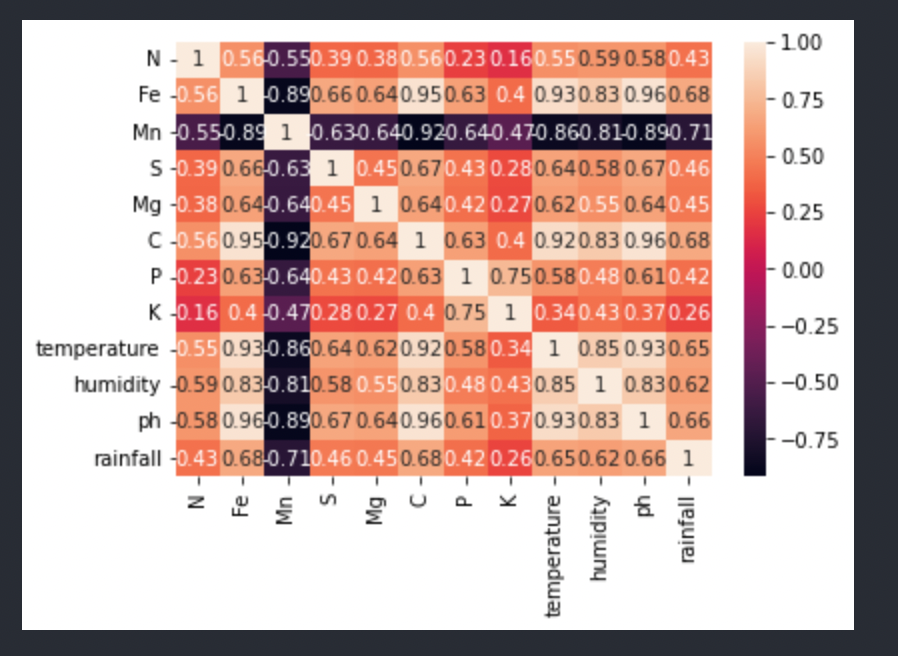 N 1 0.56 -0.55 0.39 0.38 0.56 0.23 0.16 0.55 0.59 0.58 0.43
Fe 0.56 1 -0.89 0.66 0.64 0.95 0.63 0.4 0.93 0.83 0.96 0.68
Mn -0.55 -0.89 1 -0.63 -0.64 -0.92 -0.64 -0.47 -0.86 -0.81 -0.89 -0.71
S 0.39 0.66 -0.63 1 0.45 0.67 0.43 0.28 0.64 0.58 0.67 0.46
Mg 0.38 0.64 -0.64 0.45 1 0.64 0.42 0.27 0.62 0.55 0.64 0.45
C 0.56 0.95 -0.92 0.67 0.64 1 0.63 0.4 0.92 0.83 0.96 0.68
P 0.23 0.63 -0.64 0.43 0.42 0.63 1 0.75 0.58 0.48 0.61 0.42
K 0.16 0.4 -0.47 0.28 0.27 0.4 0.75 1 0.34 0.43 0.37 0.26
temperature 0.55 0.93 -0.86 0.64 0.62 0.92 0.58 0.34 1 0.85 0.93 0.65
humidity 0.59 0.83 -0.81 0.58 0.55 0.83 0.48 0.43 0.85 1 0.83 0.62
ph 0.58 0.96 -0.89 0.67 0.64 0.96 0.61 0.37 0.93 0.83 1 0.66
rainfall 0.43 0.68 -0.71 0.46 0.45 0.68 0.42 0.26 0.65 0.62 0.66 1
N Fe Mn S Mg C P K temperature humidity ph rainfall
1.00
0.75
0.50
0.25
0.00
−0.25
−0.50
−0.75